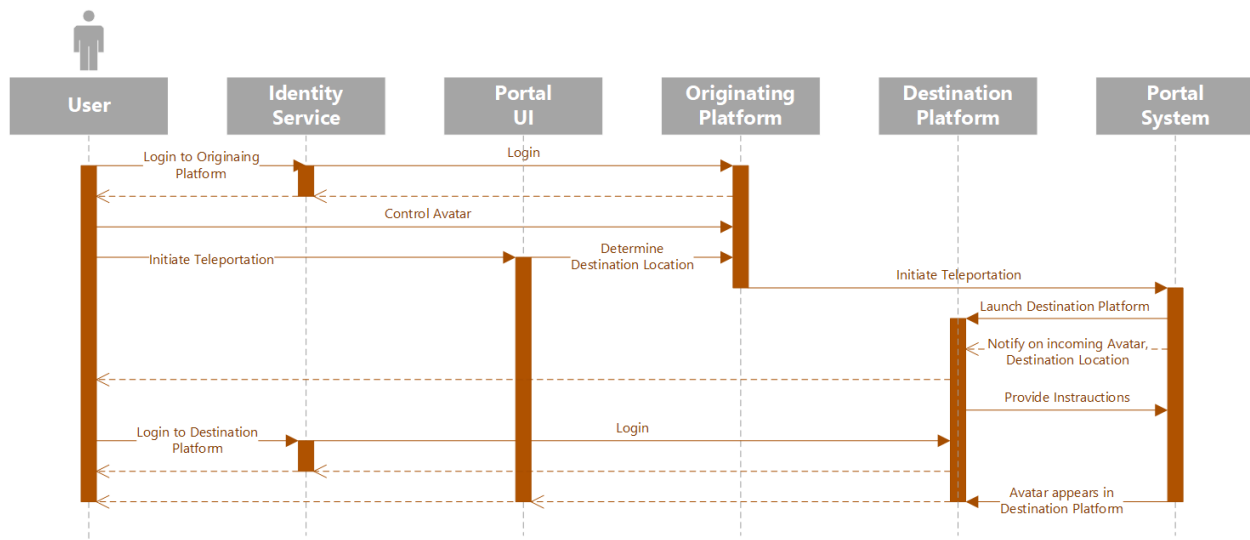 User
Identity
Service
Portal
UI
Originating
Platform
Destination
Platform
Portal
System
Login to Originaing
Platform
Login
Control Avatar
Initiate Teleportation
Determine
Destination Location
Initiate Teleportation
Launch Destination Platform
Notify on incoming Avatar,
Destination Location
Provide Instrauctions
Login to Destination
Platform
Login
Avatar appears in
Destination Platform